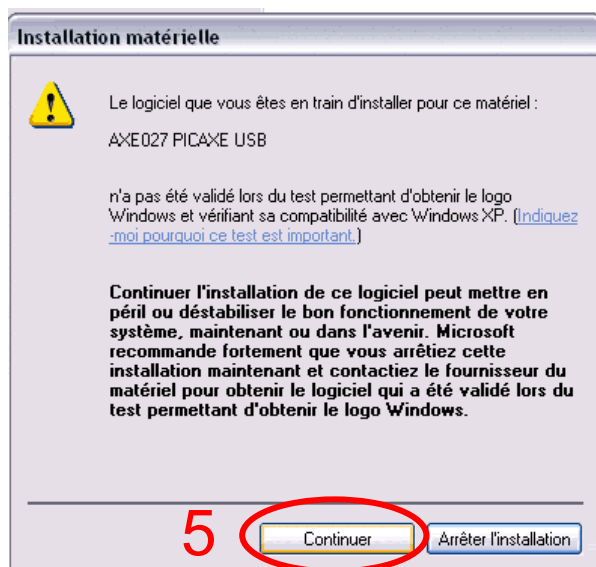 Installation matérielle
Le logiciel que vous êtes en train d'installer pour ce matériel :
AXE027 PICAXE USB
n'a pas été validé lors du test permettant d'obtenir le logo
Windows et vérifiant sa compatibilité avec Windows XP. (Indiquez
-moi pourquoi ce test est important.)
Continuer l'installation de ce logiciel peut mettre en
péril ou déstabiliser le bon fonctionnement de votre
système, maintenant ou dans l'avenir. Microsoft
recommande fortement que vous arrêtiez cette
installation maintenant et contactiez le fournisseur du
matériel pour obtenir le logiciel qui a été validé lors du
test permettant d'obtenir le logo Windows.
5 Continuer Arrêter l'installation